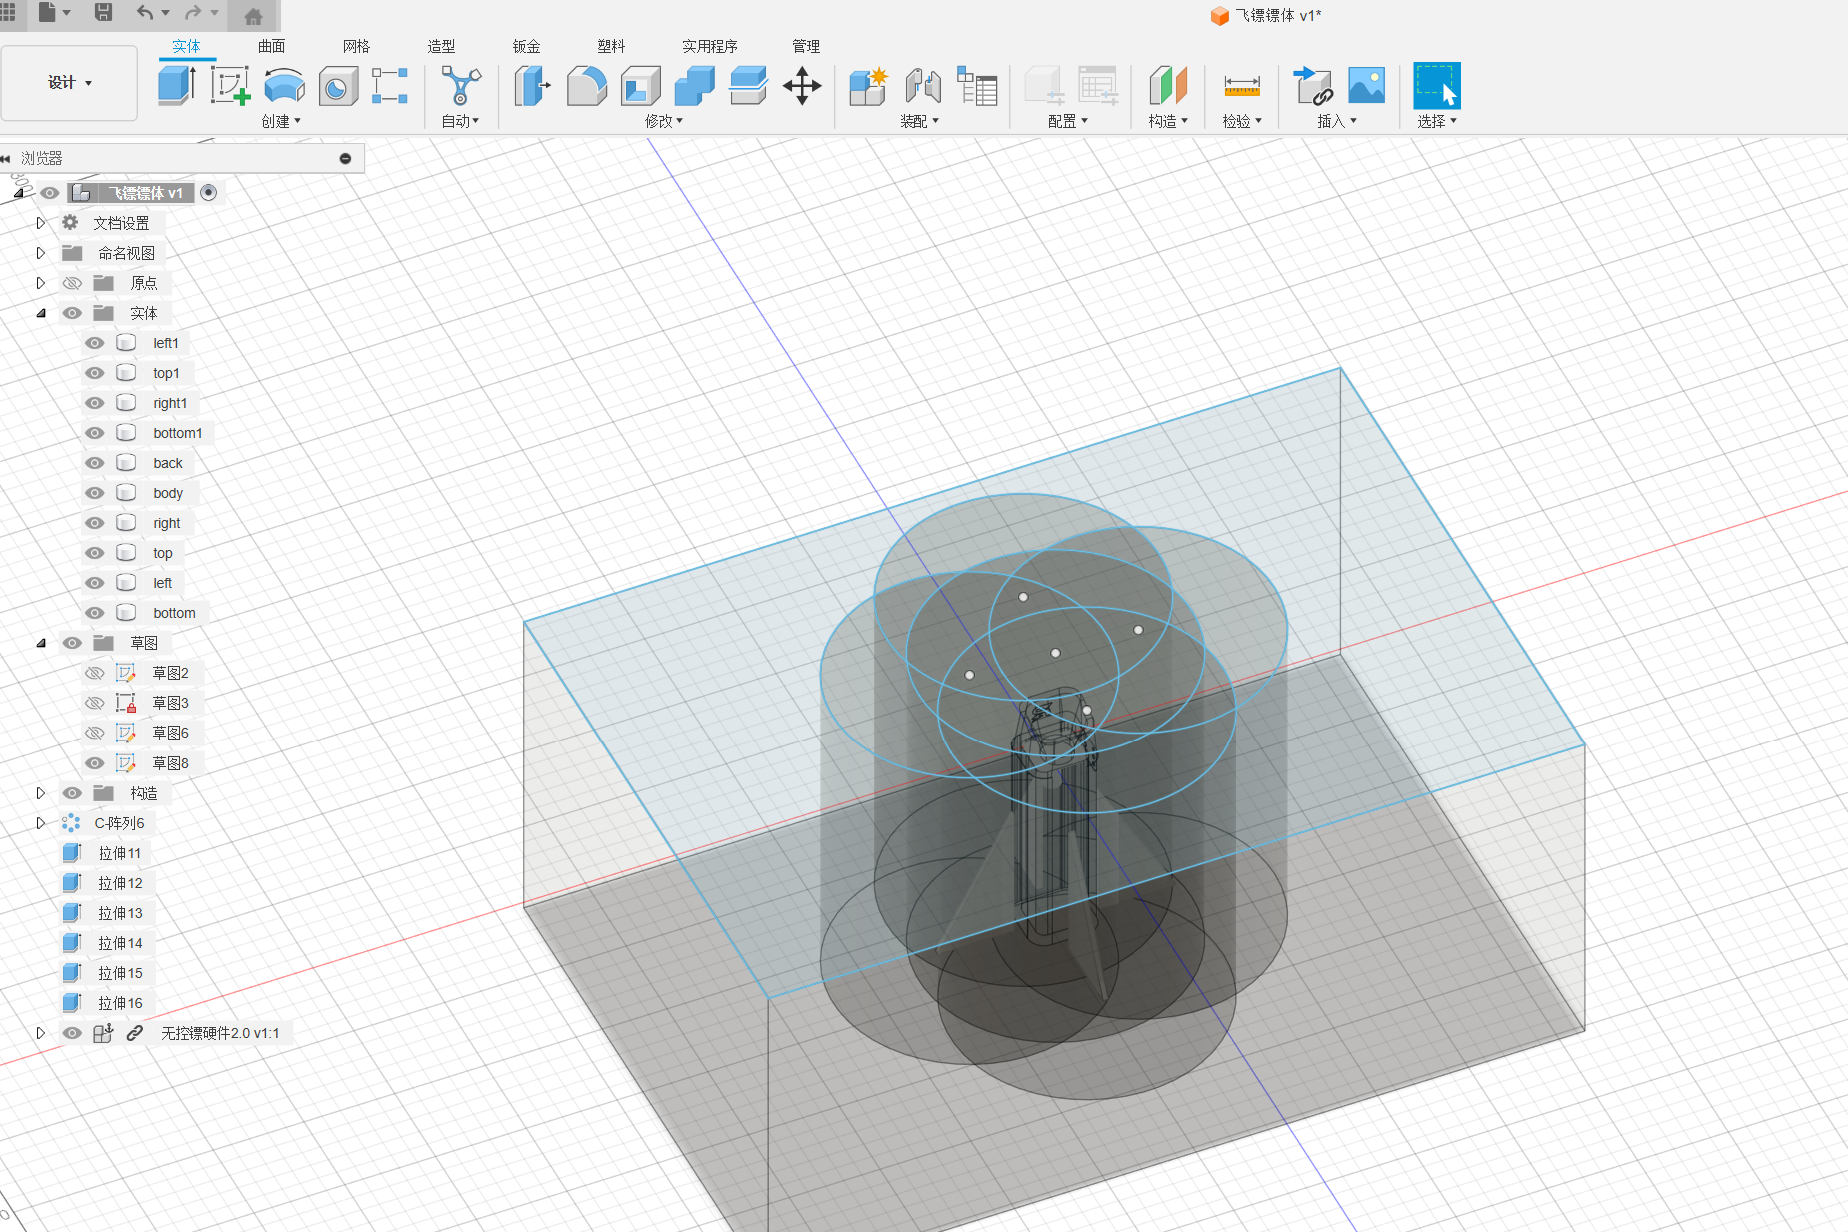 飞镖镖体 v1*
实体 曲面 网格 造型 钣金 塑料 实用程序 管理
设计
创建 自动 修改 装配 配置 构造 检验 插入 选择
浏览器
飞镖镖体 v1
文档设置
命名视图
原点
实体
left1
top1
right1
bottom1
back
body
right
top
left
bottom
草图
草图2
草图3
草图6
草图8
构造
C-阵列6
拉伸11
拉伸12
拉伸13
拉伸14
拉伸15
拉伸16
无控镖硬件2.0 v1:1